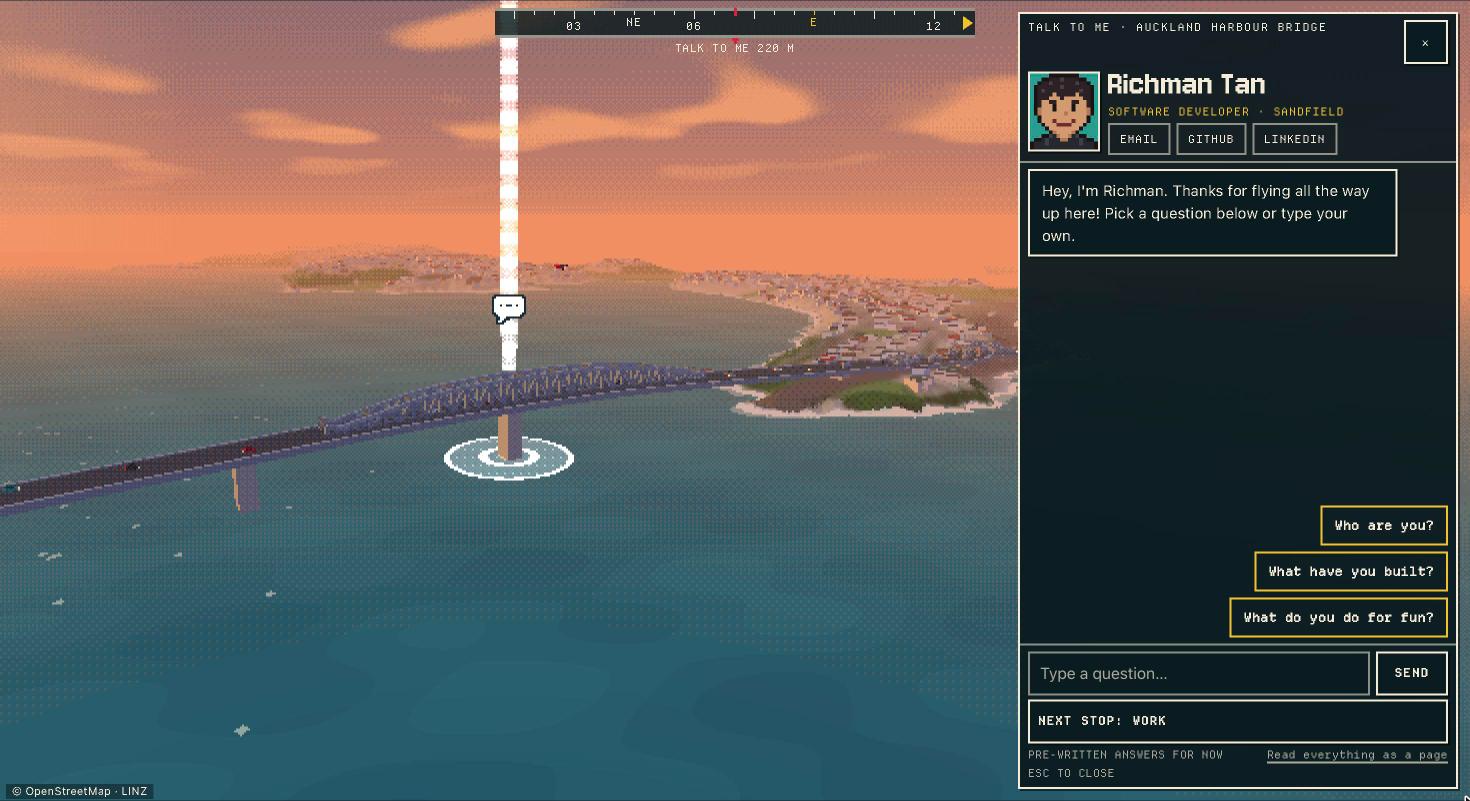 03 NE 06 E 12
TALK TO ME 220 M
TALK TO ME · AUCKLAND HARBOUR BRIDGE
×
Richman Tan
SOFTWARE DEVELOPER · SANDFIELD
EMAIL GITHUB LINKEDIN
Hey, I'm Richman. Thanks for flying all the way
up here! Pick a question below or type your
own.
Who are you?
What have you built?
What do you do for fun?
Type a question...
SEND
NEXT STOP: WORK
PRE-WRITTEN ANSWERS FOR NOW
Read everything as a page
ESC TO CLOSE
© OpenStreetMap · LINZ